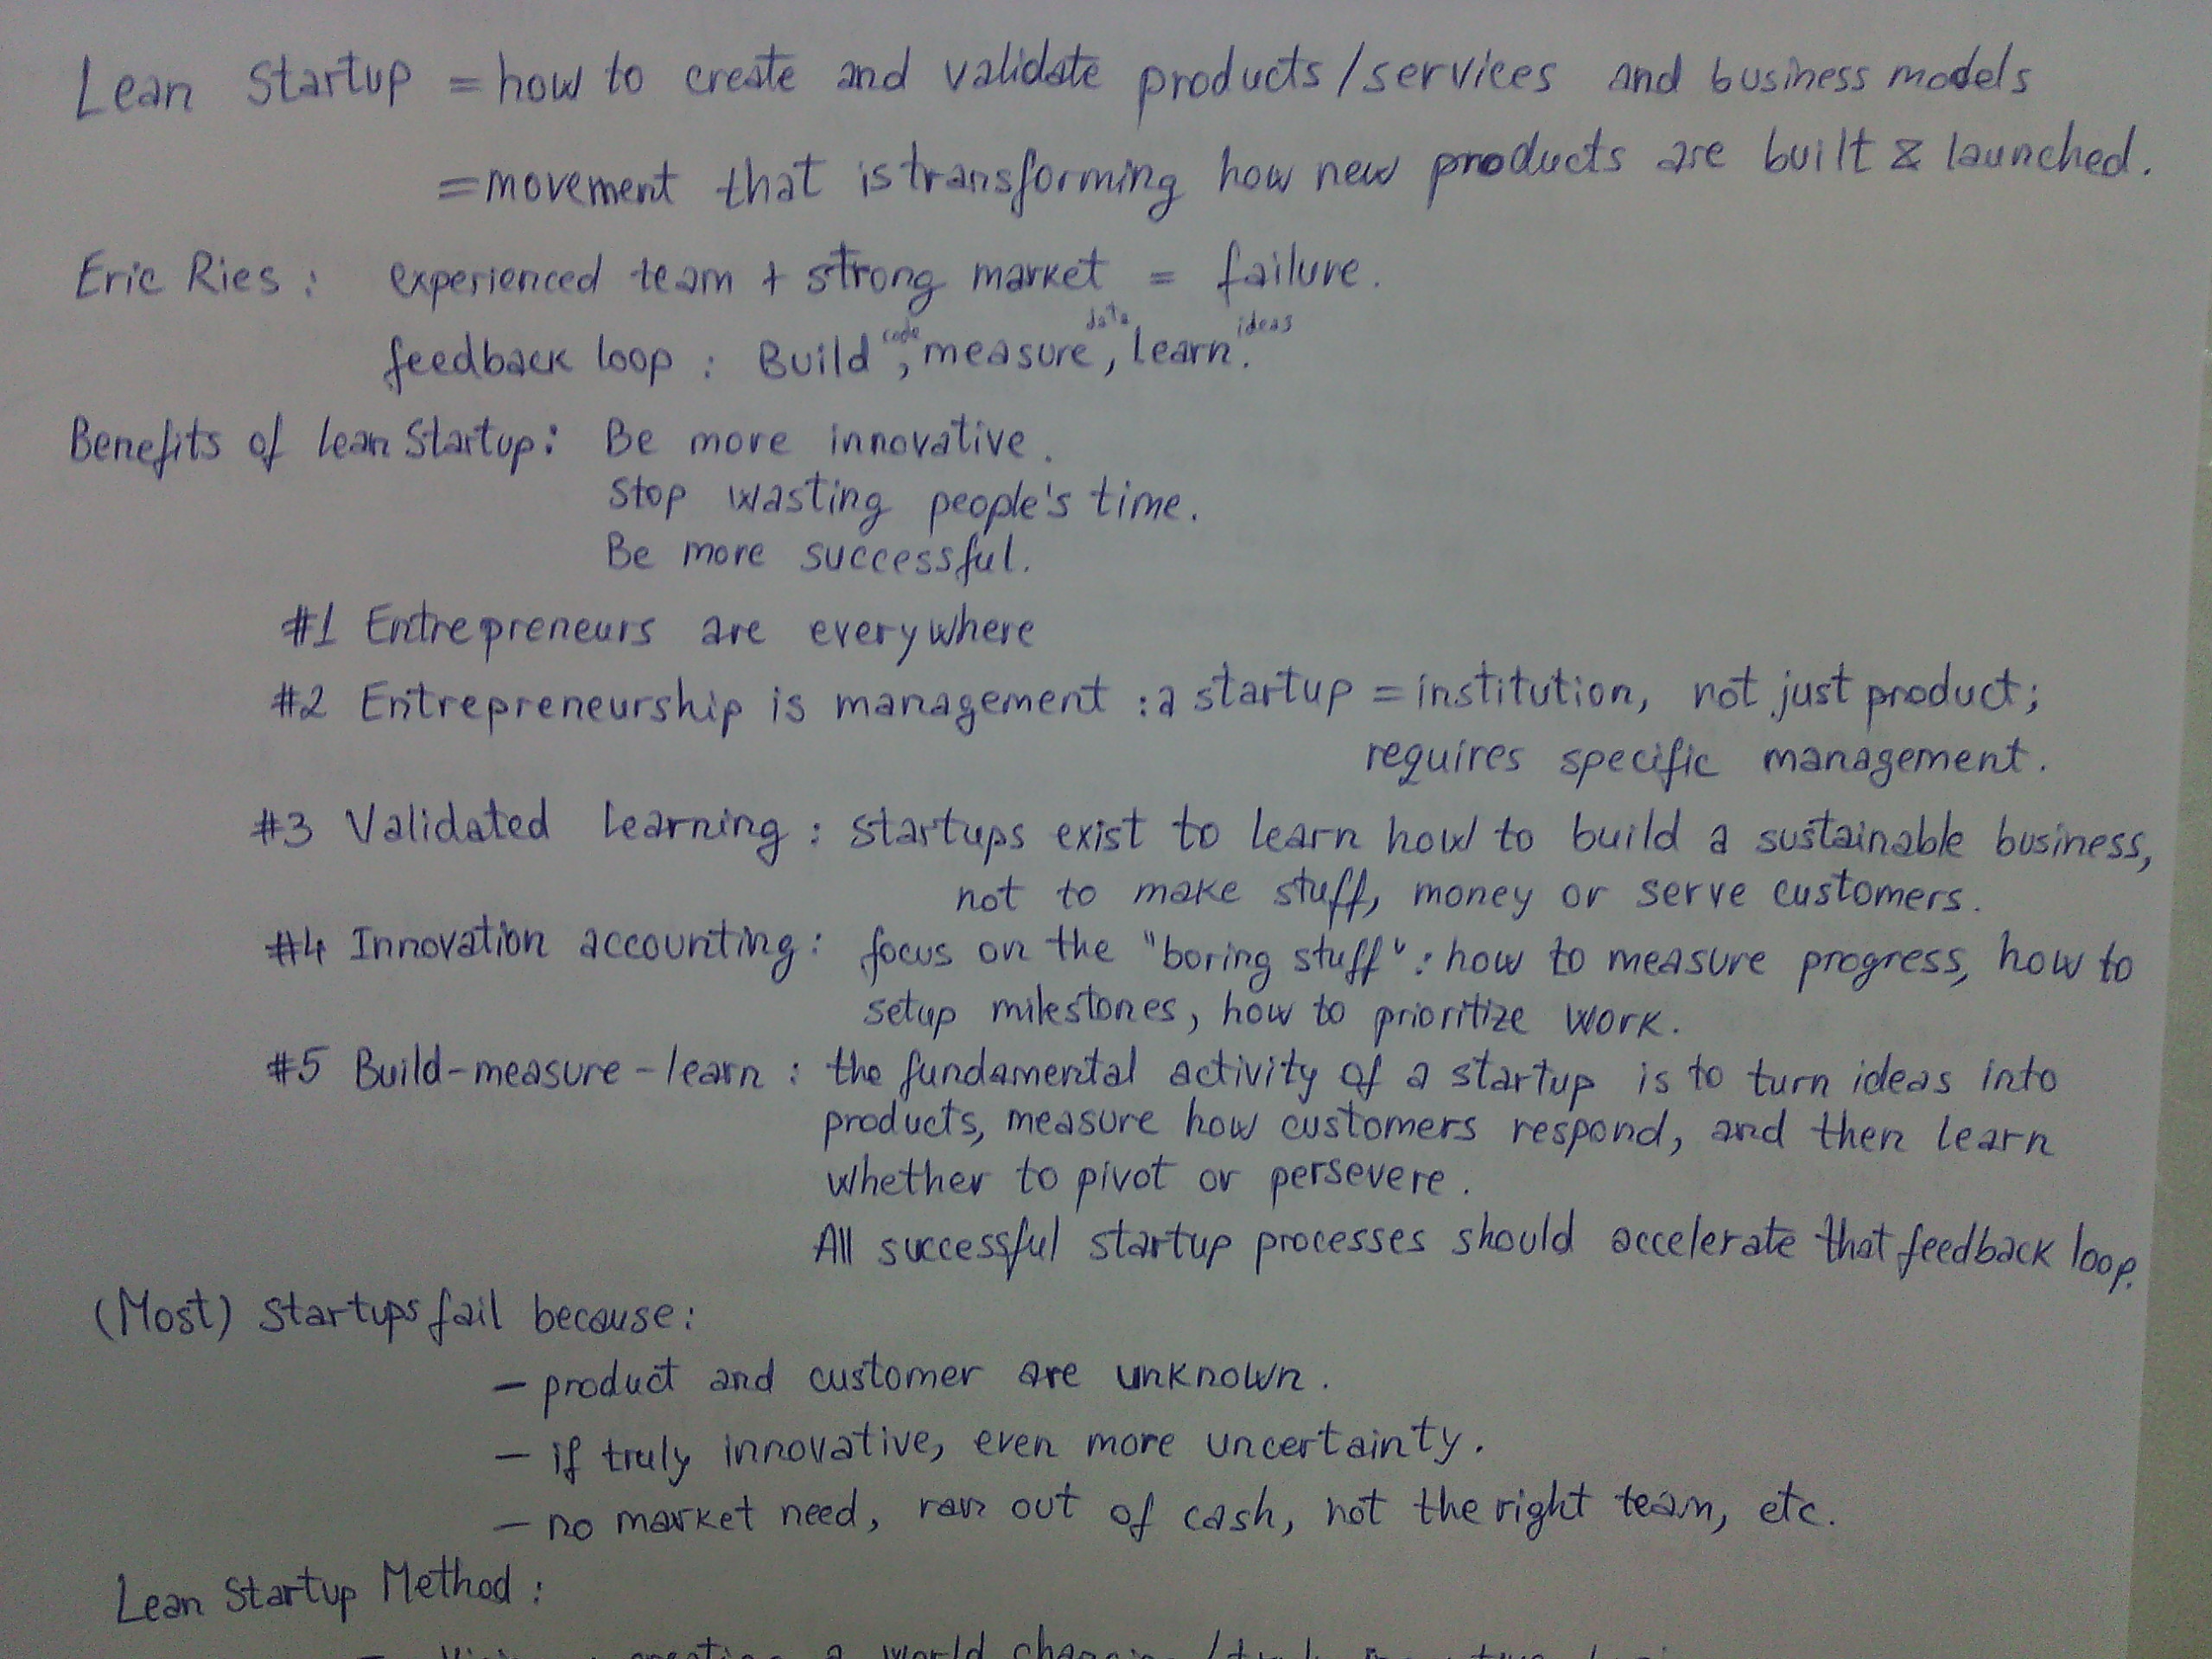 Lean Startup = how to create and validate products/services and business models
= movement that is transforming how new products are built & launched.
Eric Ries : experienced team + strong market = failure.
code data ideas
feedback loop : Build, measure, learn.
Benefits of lean Startup: Be more innovative.
Stop wasting people's time.
Be more successful.
#1 Entrepreneurs are everywhere
#2 Entrepreneurship is management : a startup = institution, not just product;
requires specific management.
#3 Validated learning : startups exist to learn how to build a sustainable business,
not to make stuff, money or serve customers.
#4 Innovation accounting: focus on the "boring stuff": how to measure progress, how to
setup milestones, how to prioritize work.
#5 Build-measure-learn : the fundamental activity of a startup is to turn ideas into
products, measure how customers respond, and then learn
whether to pivot or persevere.
All successful startup processes should accelerate that feedback loop.
(Most) Startups fail because:
- product and customer are unknown.
- if truly innovative, even more uncertainty.
- no market need, ran out of cash, not the right team, etc.
Lean Startup Method :
creating a world changing/truly